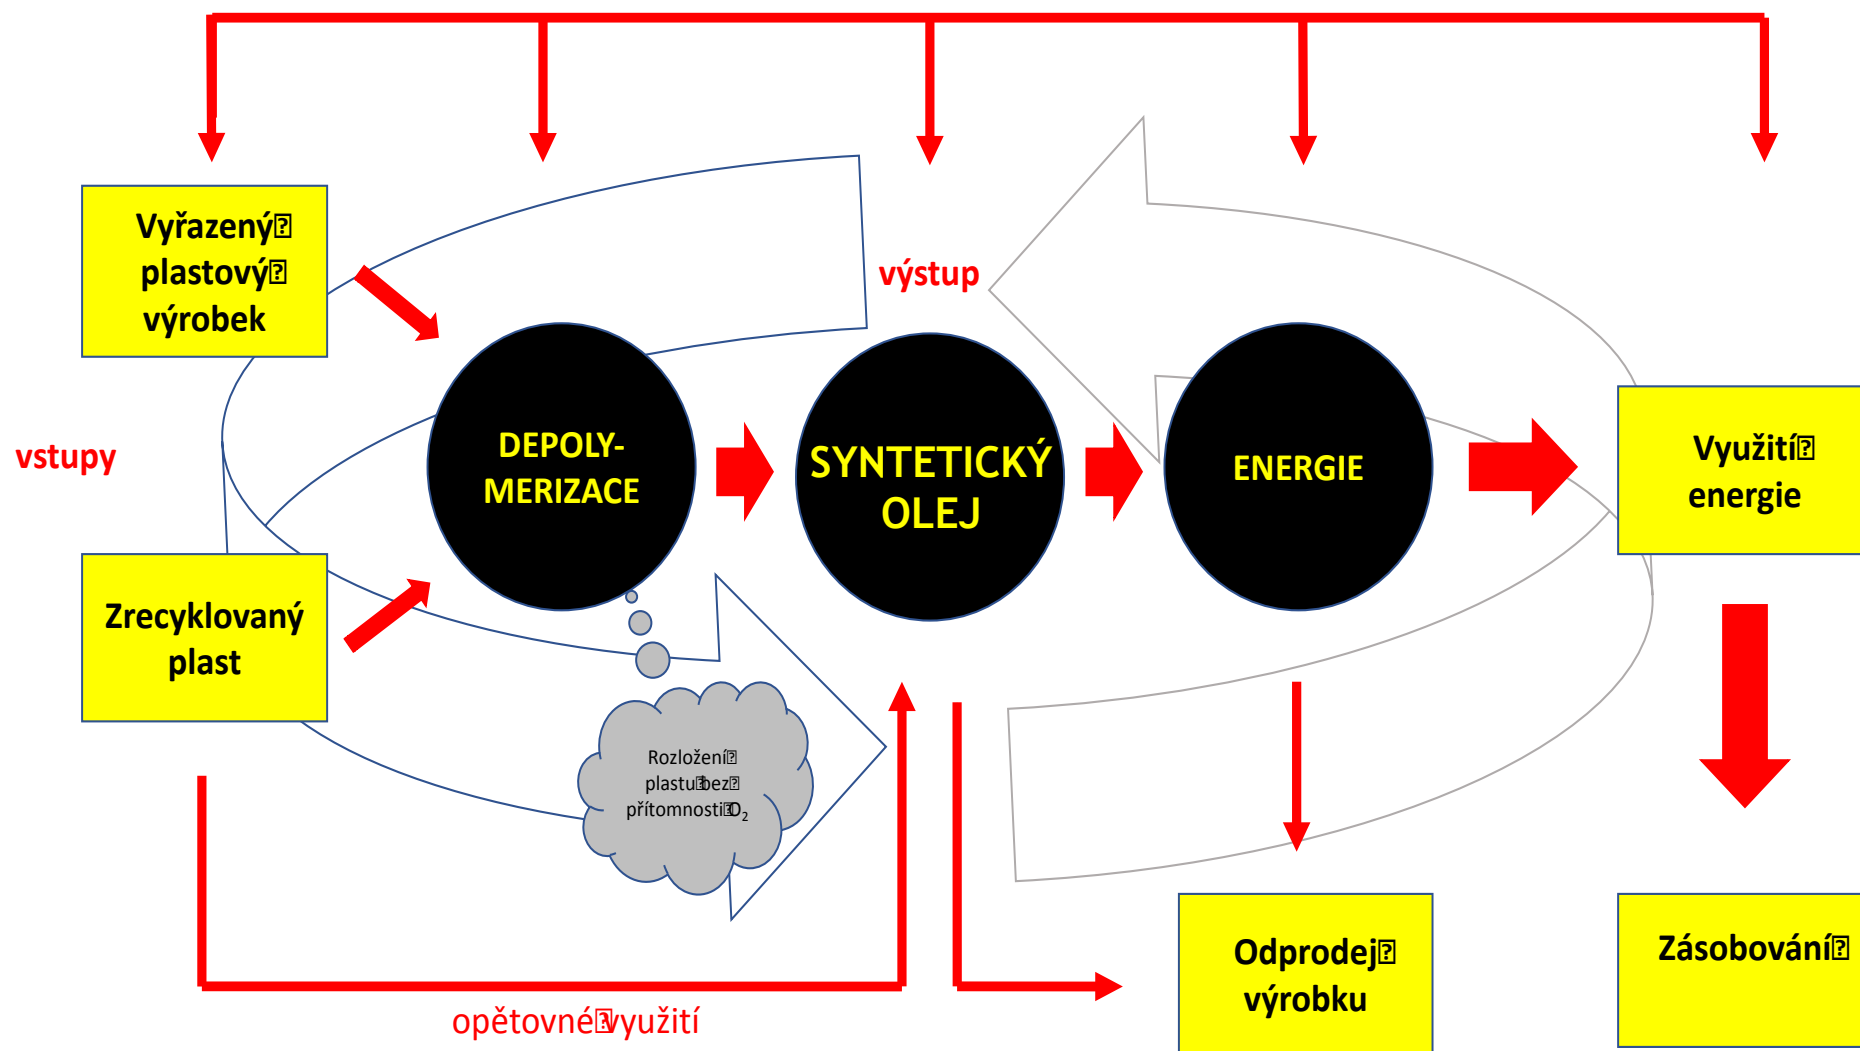 Vyřazený
plastový
výrobek
výstup
DEPOLY-
MERIZACE
SYNTETICKÝ
OLEJ
ENERGIE
Využití
energie
vstupy
Zrecyklovaný
plast
Rozložení
plastu bez
přítomnosti O₂
Odprodej
výrobku
Zásobování
opětovné využití